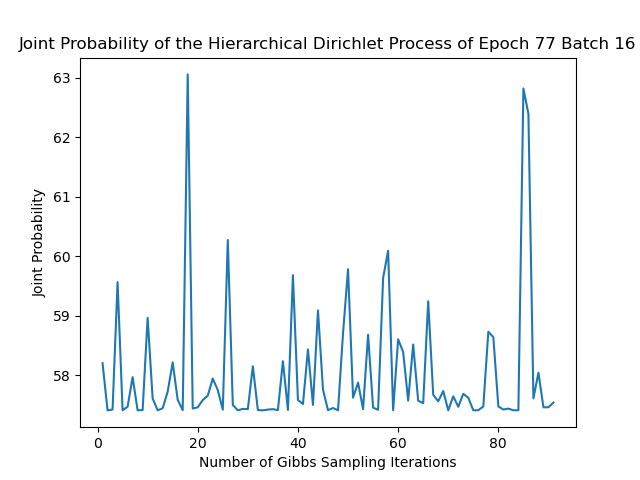 Joint Probability of the Hierarchical Dirichlet Process of Epoch 77 Batch 16
63
62
61
60
59
58
Joint Probability
0 20 40 60 80
Number of Gibbs Sampling Iterations